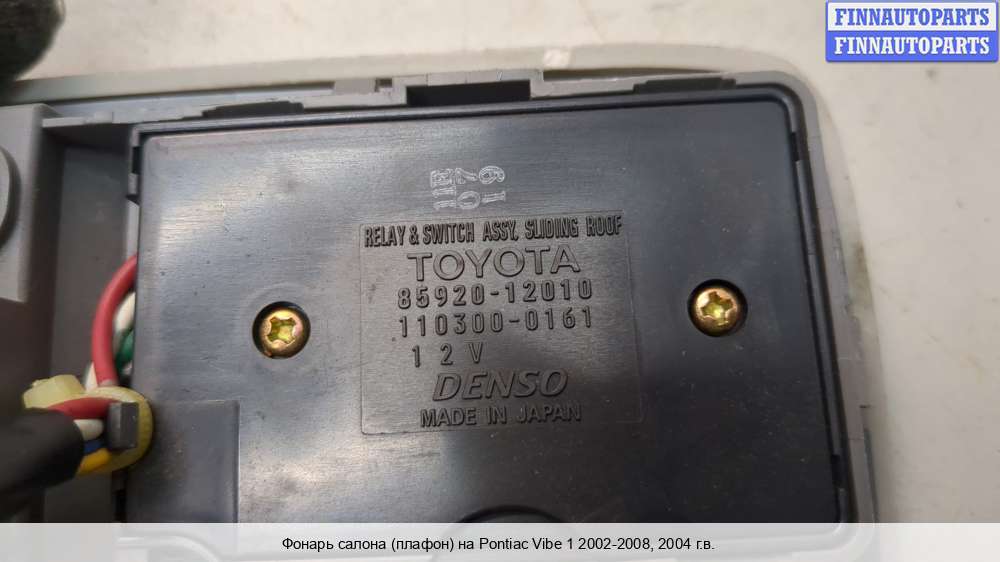 FINNAUTOPARTS
FINNAUTOPARTS
RELAY & SWITCH ASSY, SLIDING ROOF
TOYOTA
85920-12010
110300-0161
12V
DENSO
MADE IN JAPAN
Фонарь салона (плафон) на Pontiac Vibe 1 2002-2008, 2004 г.в.